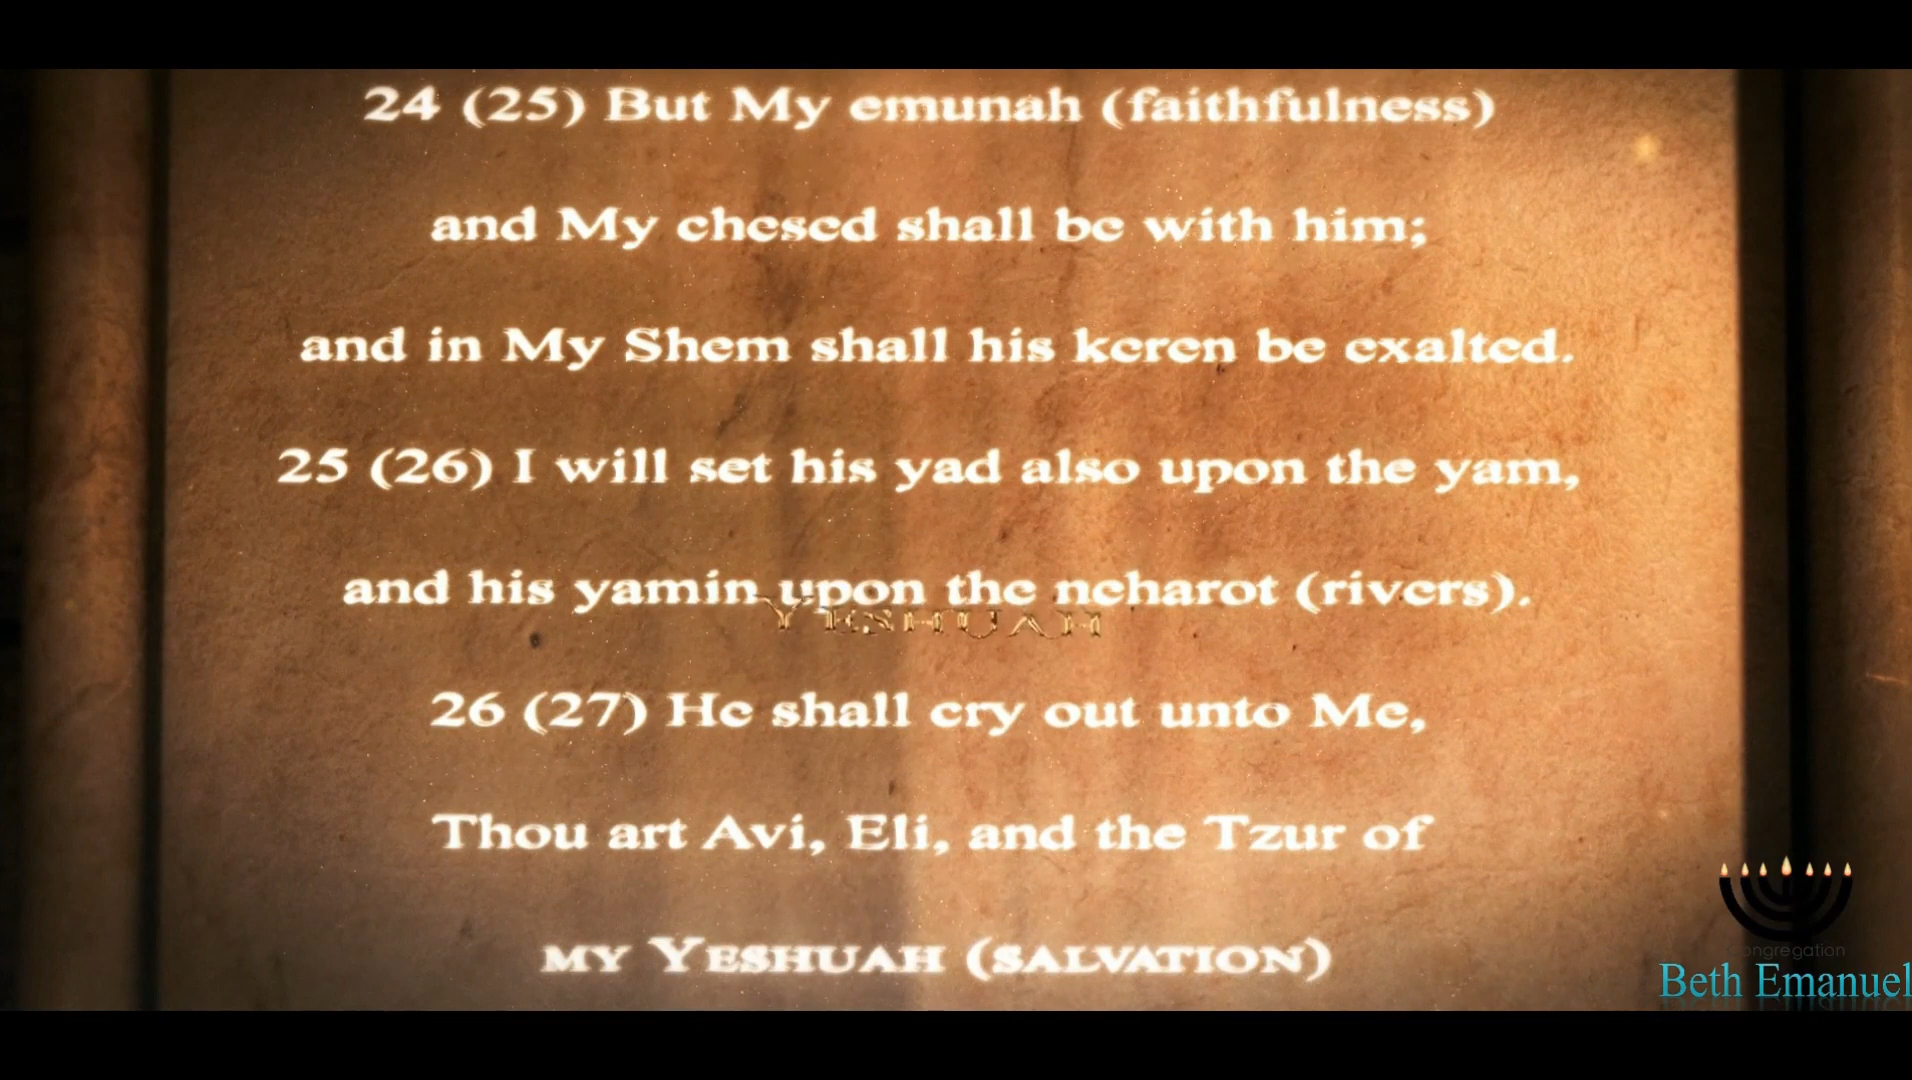 24 (25) But My emunah (faithfulness)
and My chesed shall be with him;
and in My Shem shall his keren be exalted.
25 (26) I will set his yad also upon the yam,
and his yamin upon the neharot (rivers).
YESHUAH
26 (27) He shall cry out unto Me,
Thou art Avi, Eli, and the Tzur of
MY YESHUAH (SALVATION)
congregation
Beth Emanuel